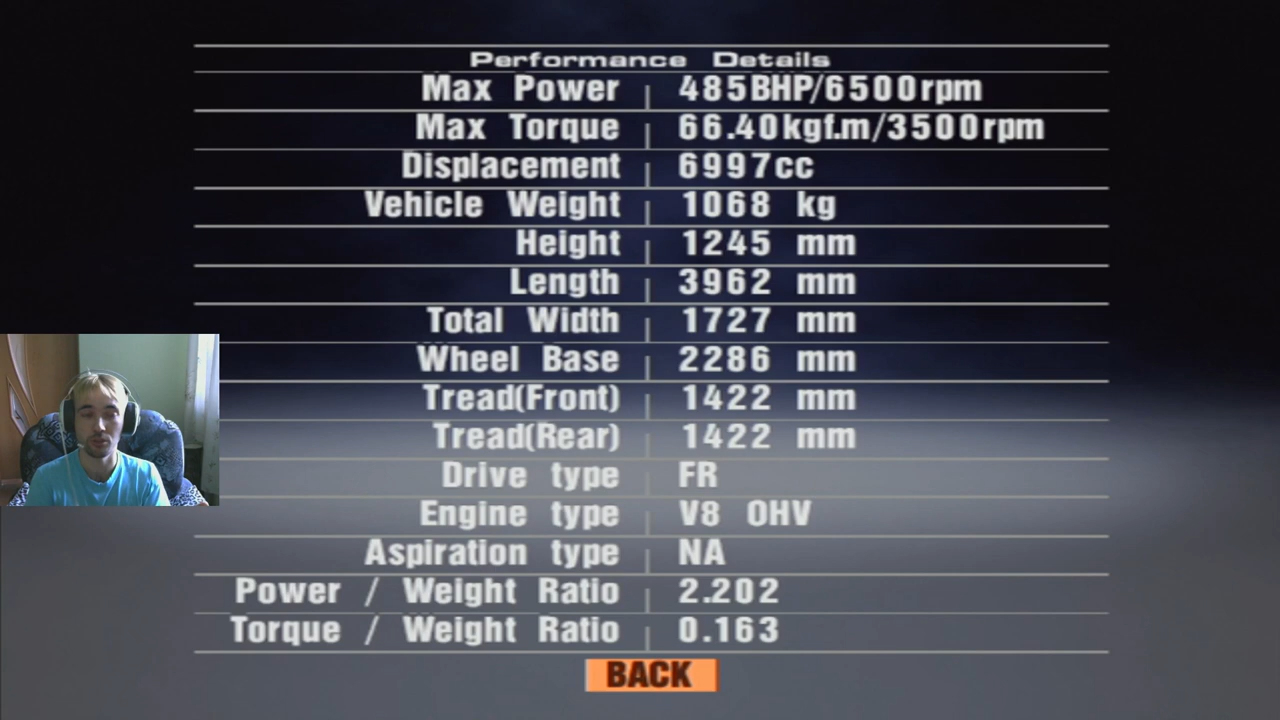 Performance Details
Max Power | 485BHP/6500rpm
Max Torque | 66.40kgf.m/3500rpm
Displacement | 6997cc
Vehicle Weight | 1068 kg
Height | 1245 mm
Length | 3962 mm
Total Width | 1727 mm
Wheel Base | 2286 mm
Tread(Front) | 1422 mm
Tread(Rear) | 1422 mm
Drive type | FR
Engine type | V8 OHV
Aspiration type | NA
Power / Weight Ratio | 2.202
Torque / Weight Ratio | 0.163
BACK